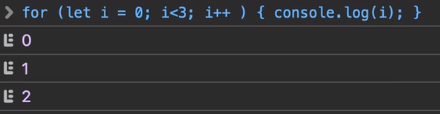 > for (let i = 0; i<3; i++ ) { console.log(i); }
0
1
2